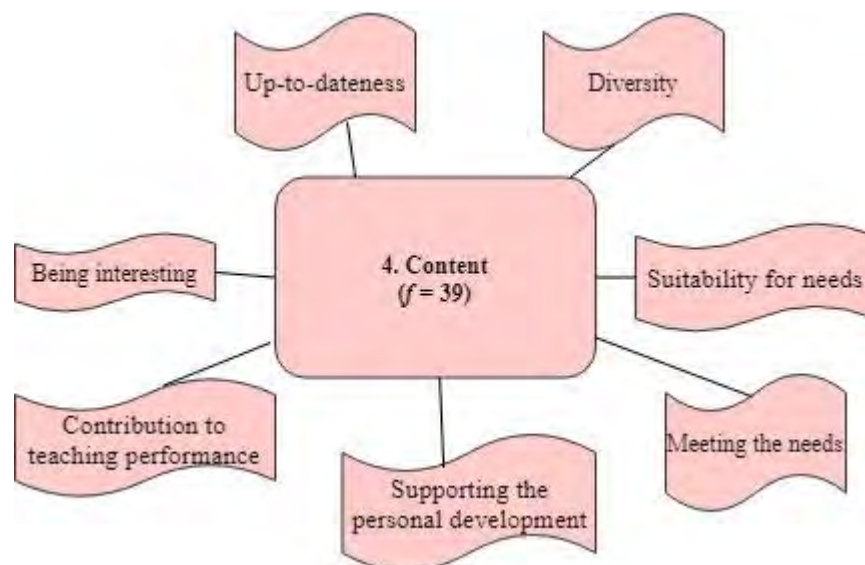 Up-to-dateness
Diversity
4. Content
(f = 39)
Being interesting
Suitability for needs
Contribution to
teaching performance
Meeting the needs
Supporting the
personal development